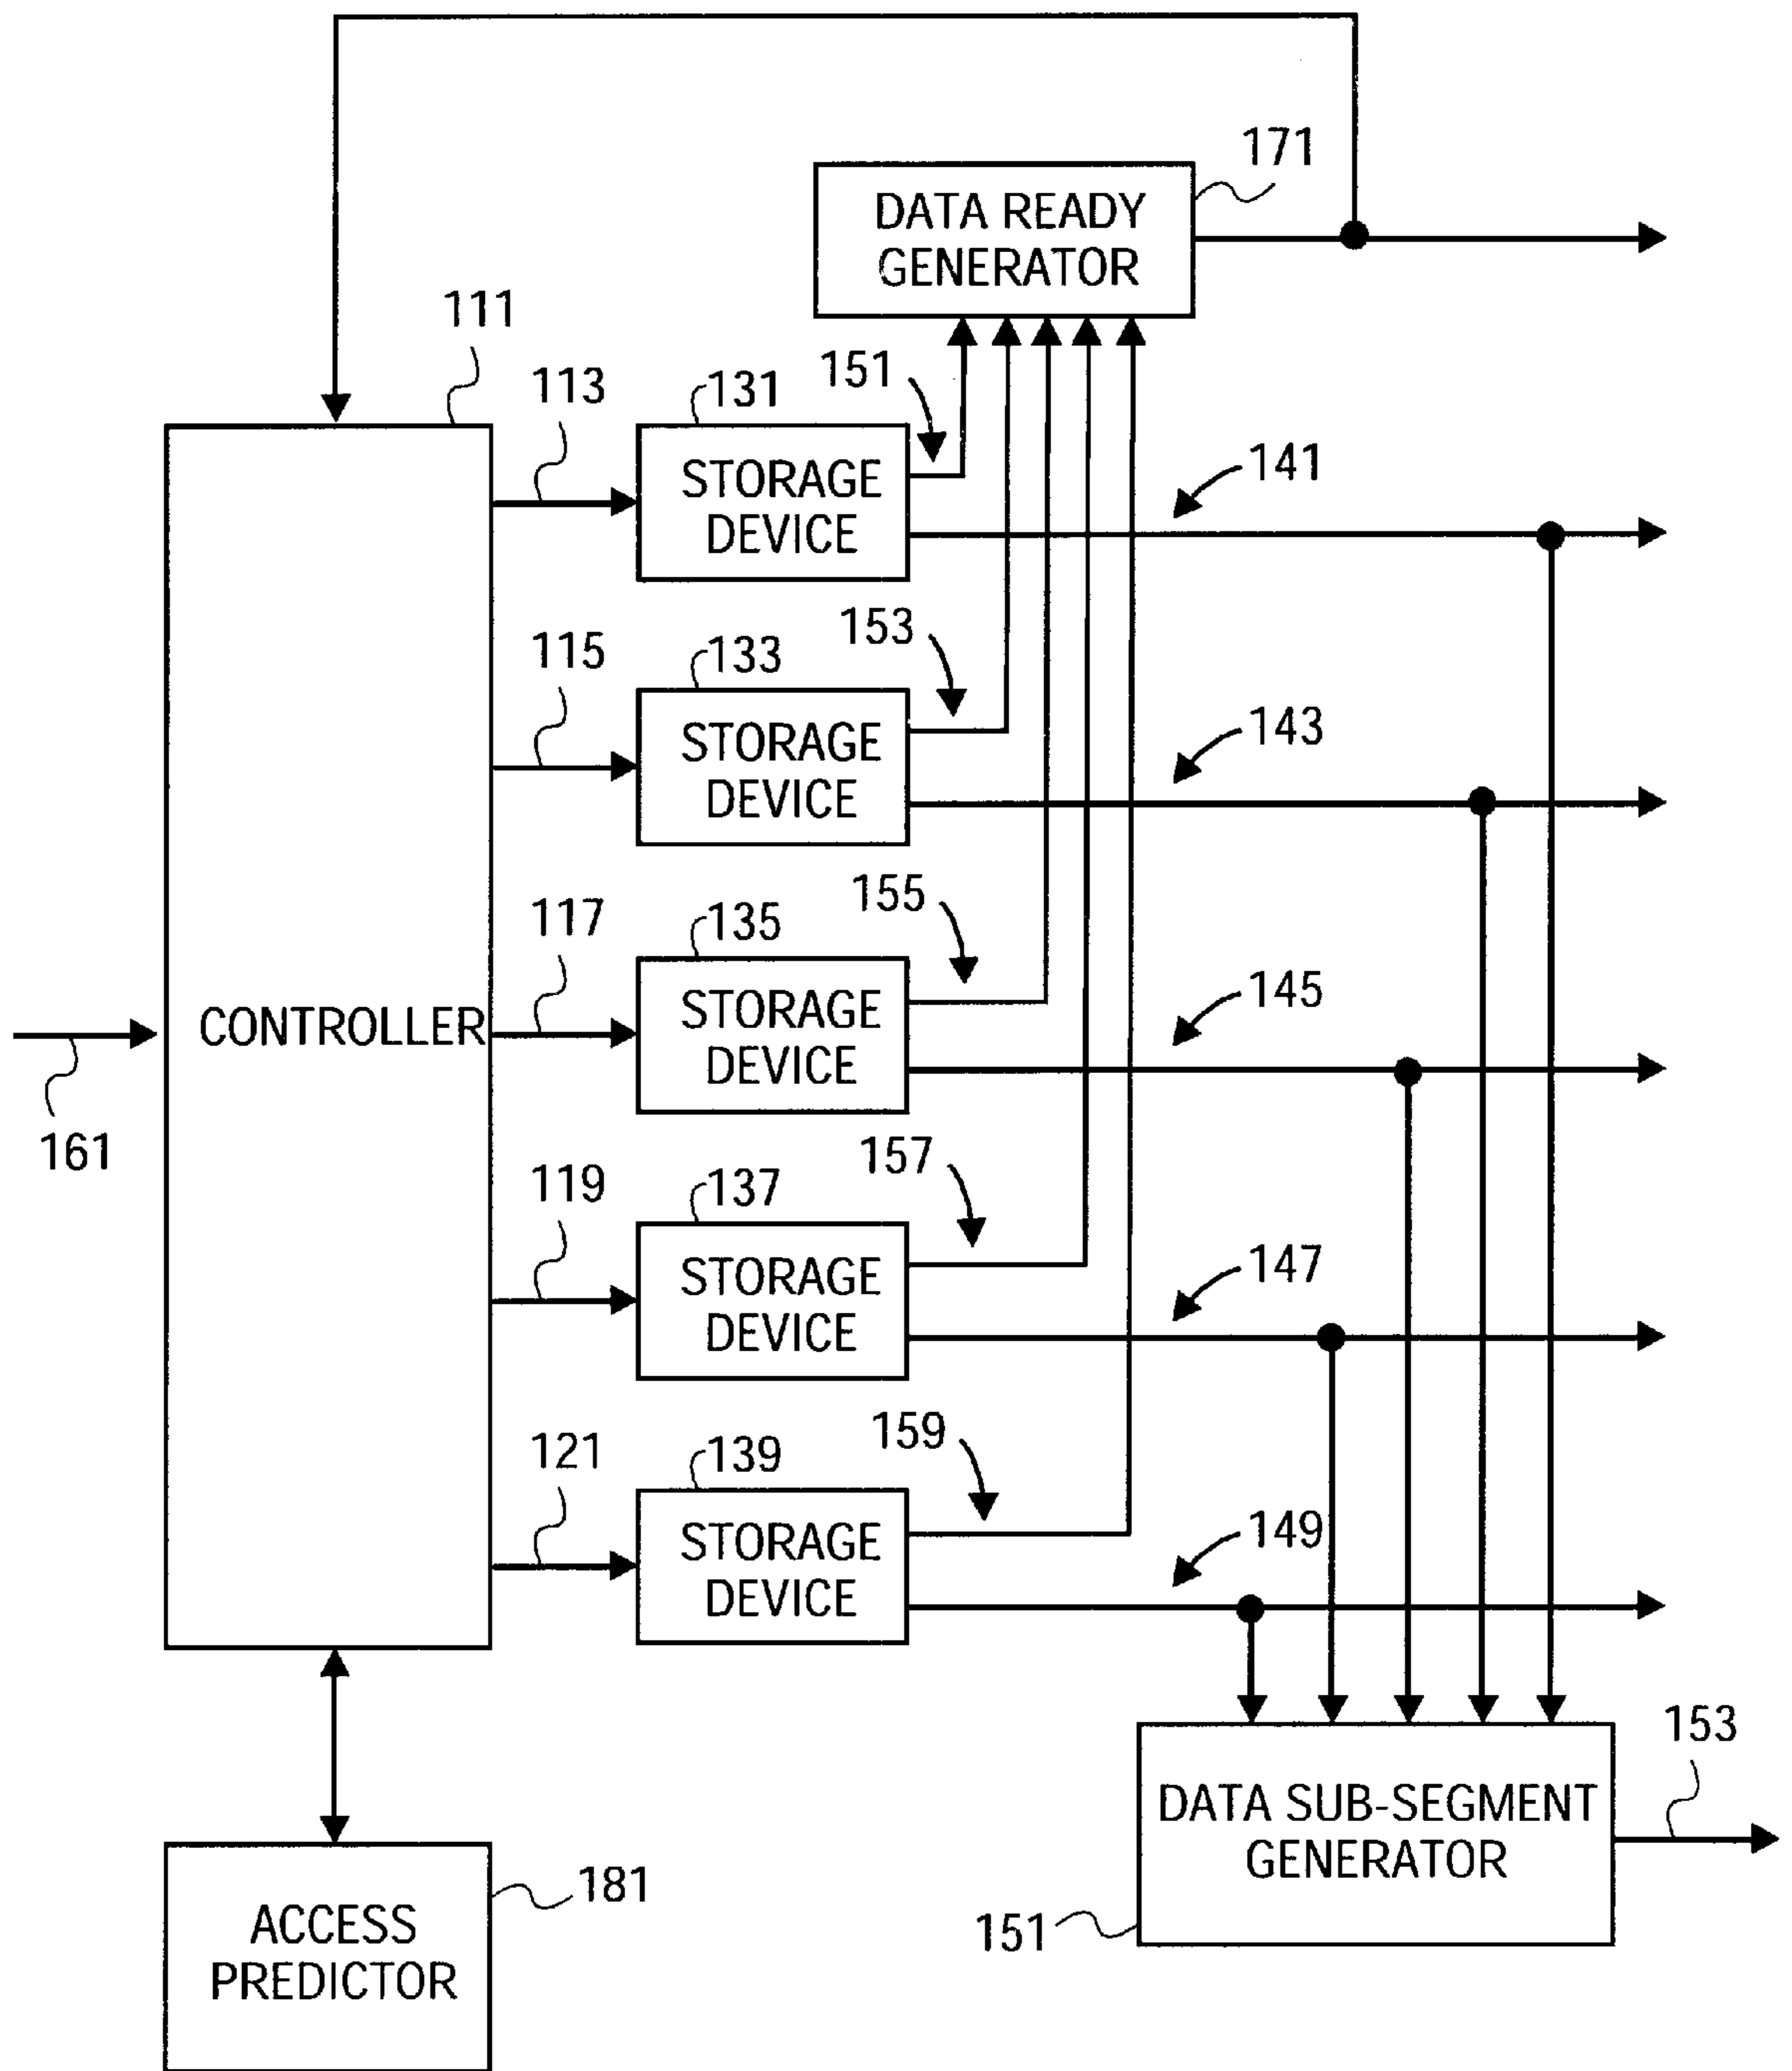 171
DATA READY
GENERATOR
111
113
131
151
141
STORAGE
DEVICE
115
133
153
143
STORAGE
DEVICE
117
135
155
145
STORAGE
DEVICE
CONTROLLER
161
119
137
157
147
STORAGE
DEVICE
121
139
159
149
STORAGE
DEVICE
153
DATA SUB-SEGMENT
GENERATOR
151
181
ACCESS
PREDICTOR